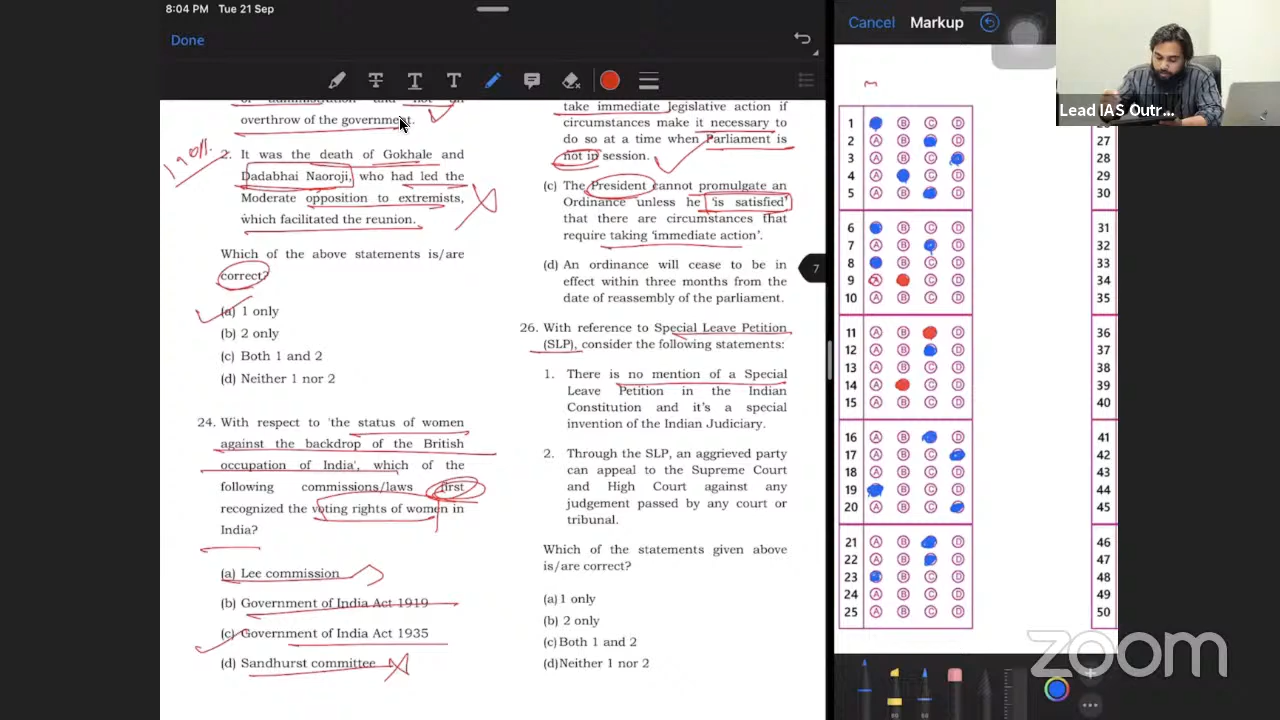 8:04 PM Tue 21 Sep
Done
Cancel Markup
Lead IAS Outr...
of administration and not an
overthrow of the government.
190/1.
2. It was the death of Gokhale and
Dadabhai Naoroji, who had led the
Moderate opposition to extremists,
which facilitated the reunion.
Which of the above statements is/are
correct?
(a) 1 only
(b) 2 only
(c) Both 1 and 2
(d) Neither 1 nor 2
24. With respect to 'the status of women
against the backdrop of the British
occupation of India', which of the
following commissions/laws first
recognized the voting rights of women in
India?
(a) Lee commission
(b) Government of India Act 1919
(c) Government of India Act 1935
(d) Sandhurst committee
take immediate legislative action if
circumstances make it necessary to
do so at a time when Parliament is
not in session.
(c) The President cannot promulgate an
Ordinance unless he 'is satisfied'
that there are circumstances that
require taking 'immediate action'.
(d) An ordinance will cease to be in
effect within three months from the
date of reassembly of the parliament.
26. With reference to Special Leave Petition
(SLP), consider the following statements:
1. There is no mention of a Special
Leave Petition in the Indian
Constitution and it's a special
invention of the Indian Judiciary.
2. Through the SLP, an aggrieved party
can appeal to the Supreme Court
and High Court against any
judgement passed by any court or
tribunal.
Which of the statements given above
is/are correct?
(a) 1 only
(b) 2 only
(c) Both 1 and 2
(d) Neither 1 nor 2
7
1 B C D
2 A B D
3 A B C
4 A C D
5 A B D
6 B C D
7 A B D
8 B C D
9 A C D
10 A B C D
11 A B D
12 A B D
13 A B C D
14 A C D
15 A B C D
16 A B D
17 A B C
18 A B C D
19 B C D
20 A B C
21 A B D
22 A B D
23 B C D
24 A B C D
25 A B C D
27
28
29
30
31
32
33
34
35
36
37
38
39
40
41
42
43
44
45
46
47
48
49
50
zoom